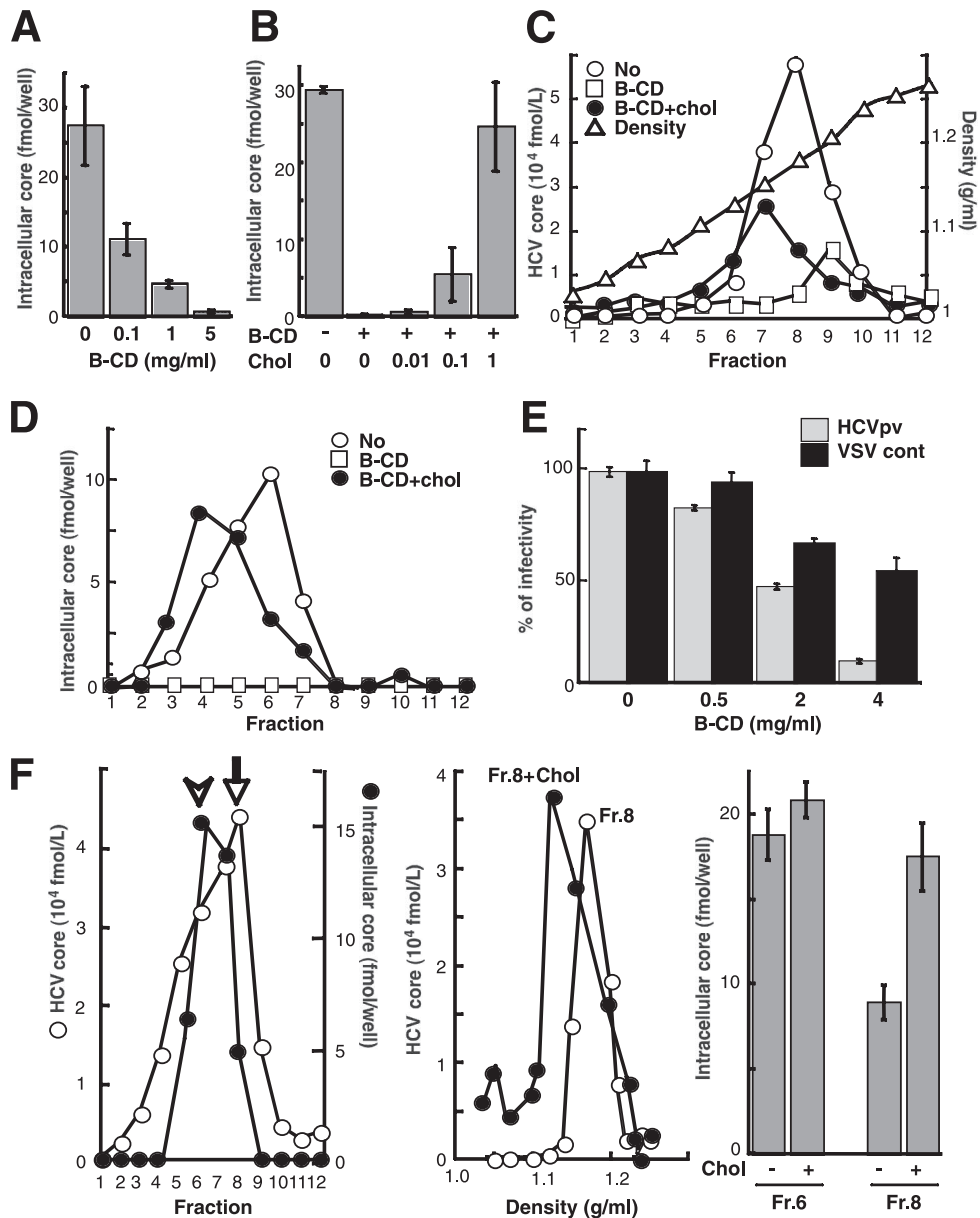 A
Intracellular core (fmol/well)
30
20
10
0
0 0.1 1 5
B-CD (mg/ml)
B
Intracellular core (fmol/well)
30
20
10
0
B-CD - + + + +
Chol 0 0 0.01 0.1 1
C
No
B-CD
B-CD+chol
Density
HCV core (10⁴ fmol/L)
5
4
3
2
1
0
Density (g/ml)
1.2
1.1
1
1 2 3 4 5 6 7 8 9 10 11 12
Fraction
D
No
B-CD
B-CD+chol
Intracellular core (fmol/well)
10
5
0
1 2 3 4 5 6 7 8 9 10 11 12
Fraction
E
HCVpv
VSV cont
% of infectivity
100
50
0
0 0.5 2 4
B-CD (mg/ml)
F
HCV core (10⁴ fmol/L)
4
3
2
1
0
Intracellular core (fmol/well)
15
10
5
0
1 2 3 4 5 6 7 8 9 10 11 12
Fraction
Fr.8+Chol
Fr.8
HCV core (10⁴ fmol/L)
4
3
2
1
0
1.0 1.1 1.2
Density (g/ml)
Intracellular core (fmol/well)
20
10
0
Chol - + - +
Fr.6 Fr.8